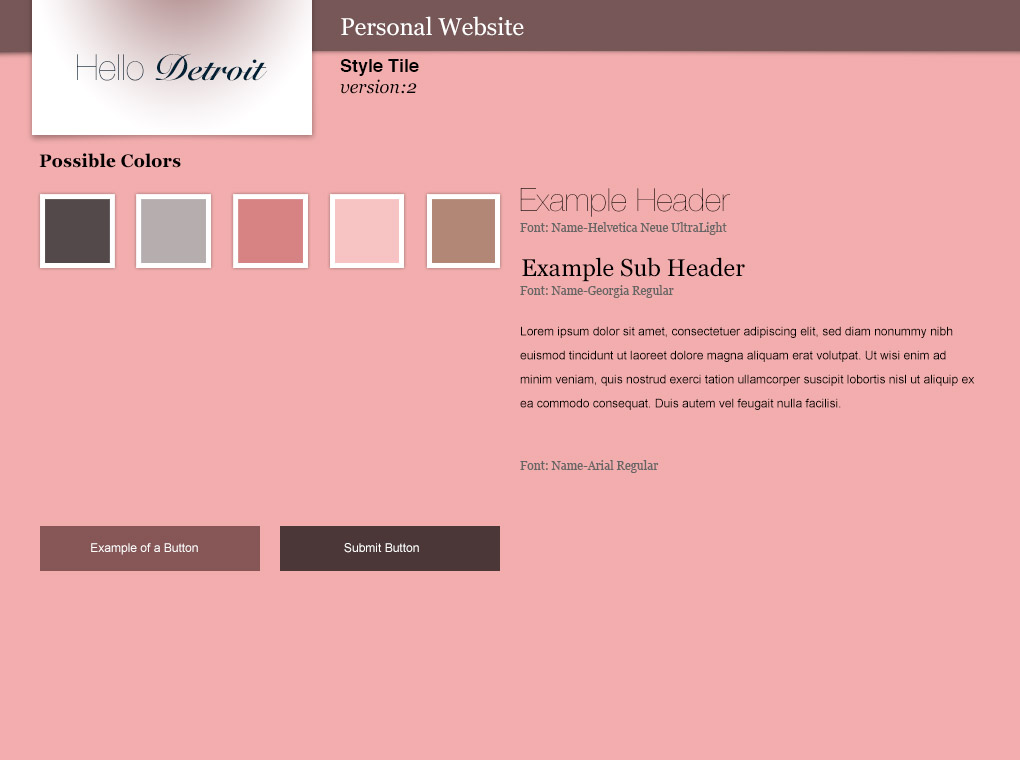 Personal Website
Hello Detroit
Style Tile
version:2
Possible Colors
Example Header
Font: Name-Helvetica Neue UltraLight
Example Sub Header
Font: Name-Georgia Regular
Lorem ipsum dolor sit amet, consectetuer adipiscing elit, sed diam nonummy nibh
euismod tincidunt ut laoreet dolore magna aliquam erat volutpat. Ut wisi enim ad
minim veniam, quis nostrud exerci tation ullamcorper suscipit lobortis nisl ut aliquip ex
ea commodo consequat. Duis autem vel feugait nulla facilisi.
Font: Name-Arial Regular
Example of a Button
Submit Button